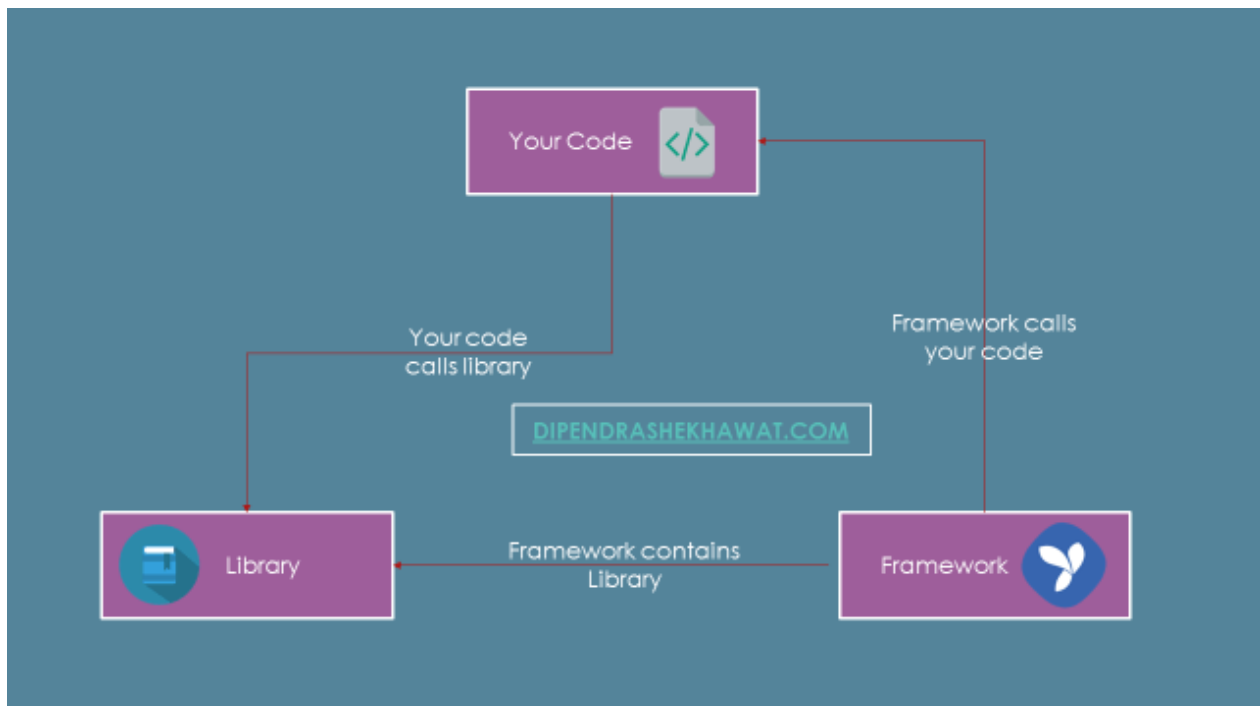 Your Code
</>
Your code
calls library
Framework calls
your code
DIPENDRASHEKHAWAT.COM
Library
Framework contains
Library
Framework